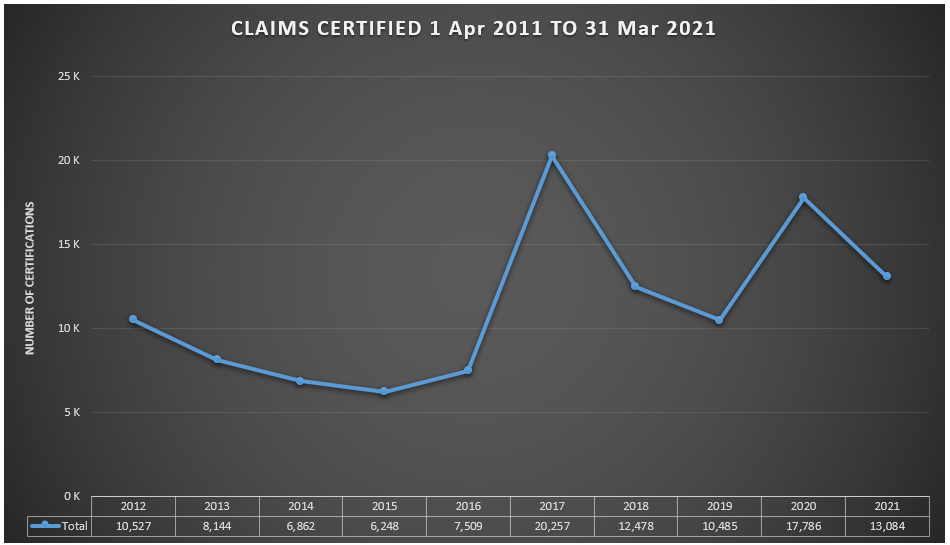 CLAIMS CERTIFIED 1 Apr 2011 TO 31 Mar 2021
25 K
20 K
15 K
10 K
5 K
0 K
NUMBER OF CERTIFICATIONS
2012 2013 2014 2015 2016 2017 2018 2019 2020 2021
Total 10,527 8,144 6,862 6,248 7,509 20,257 12,478 10,485 17,786 13,084